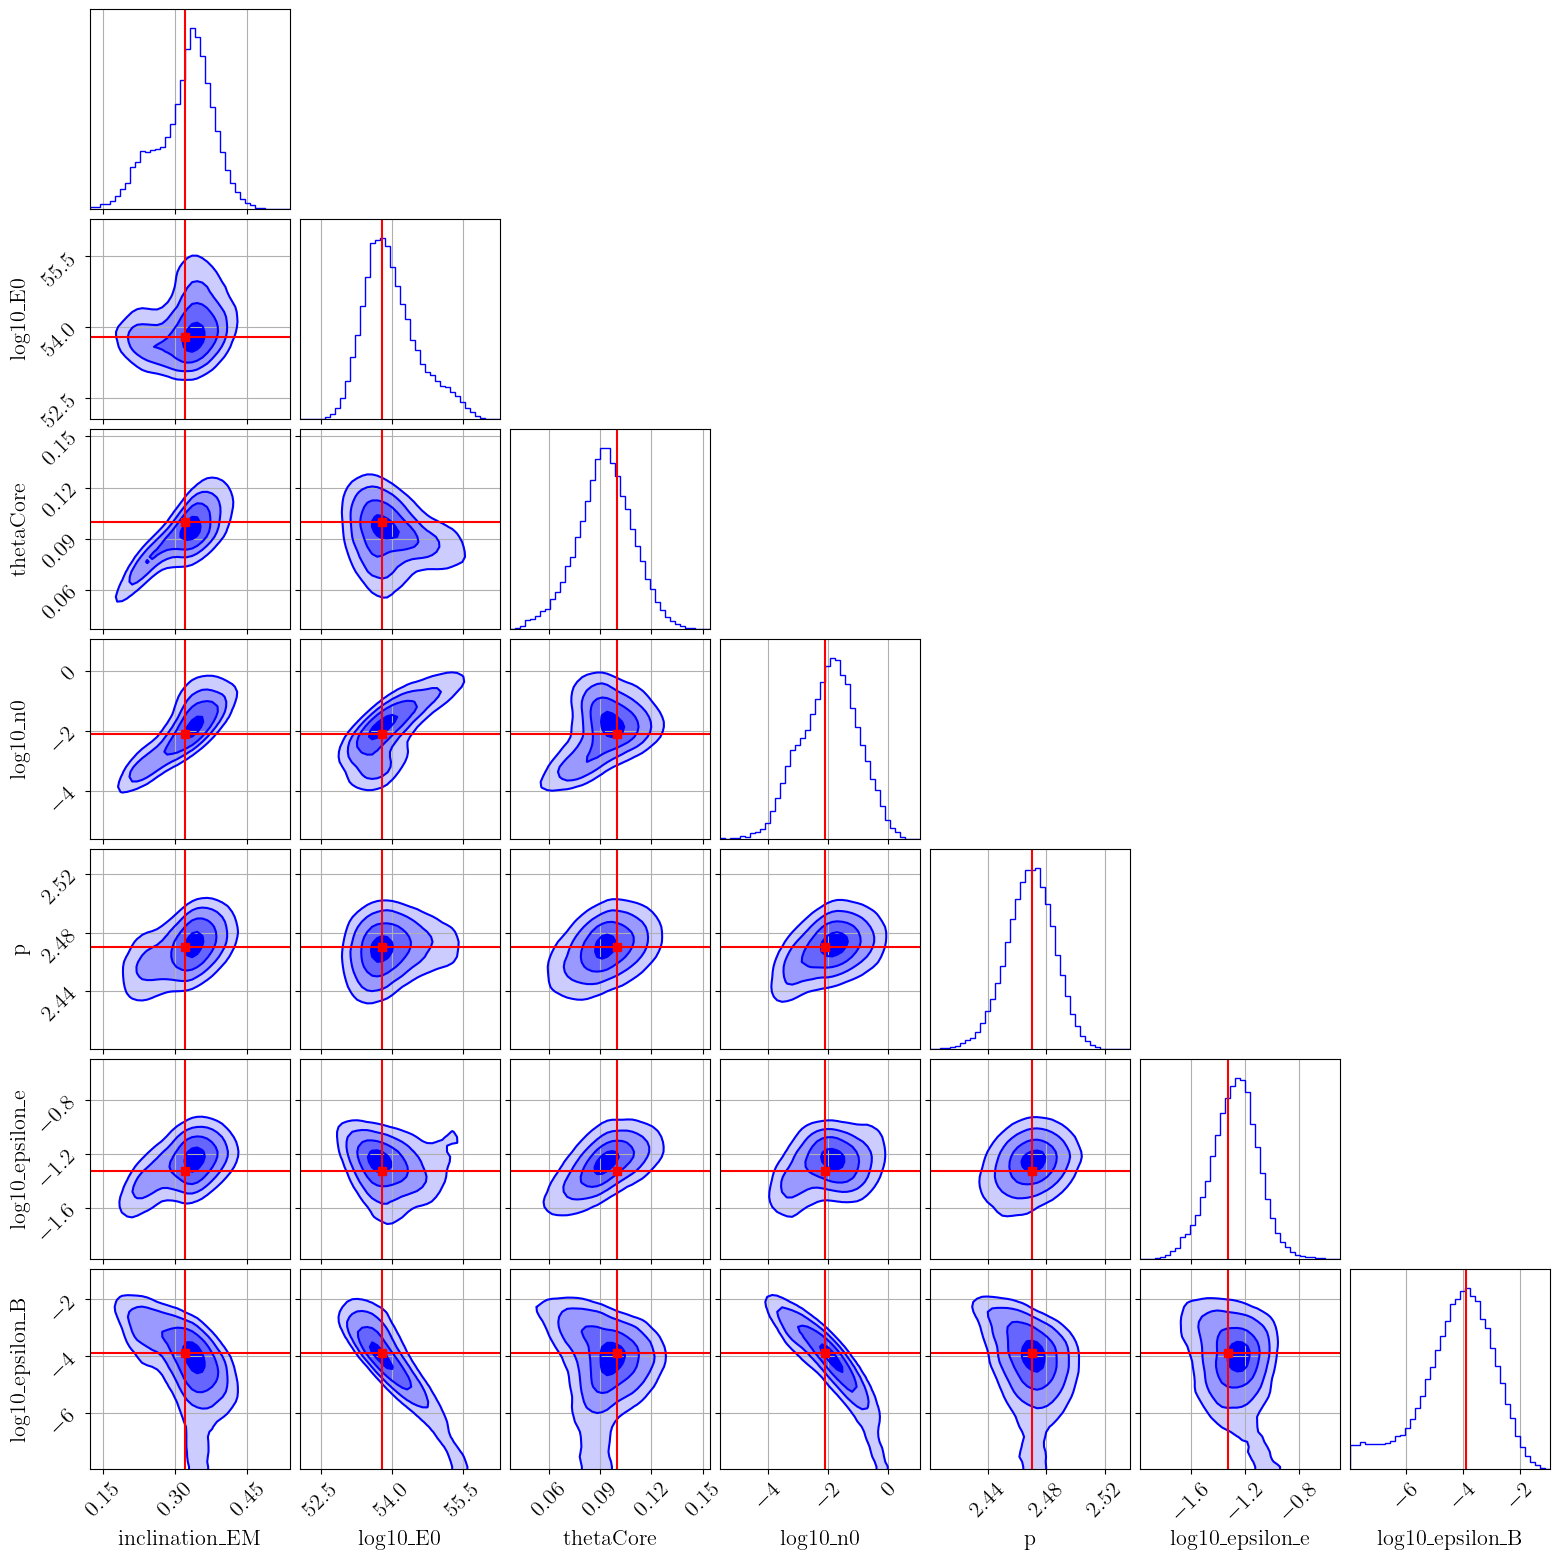 55.5
54.0
52.5
log10_E0
0.15
0.12
0.09
0.06
thetaCore
0
−2
−4
log10_n0
2.52
2.48
2.44
p
−0.8
−1.2
−1.6
log10_epsilon_e
−2
−4
−6
log10_epsilon_B
0.15 0.30 0.45 52.5 54.0 55.5 0.06 0.09 0.12 0.15 −4 −2 0 2.44 2.48 2.52 −1.6 −1.2 −0.8 −6 −4 −2
inclination_EM log10_E0 thetaCore log10_n0 p log10_epsilon_e log10_epsilon_B